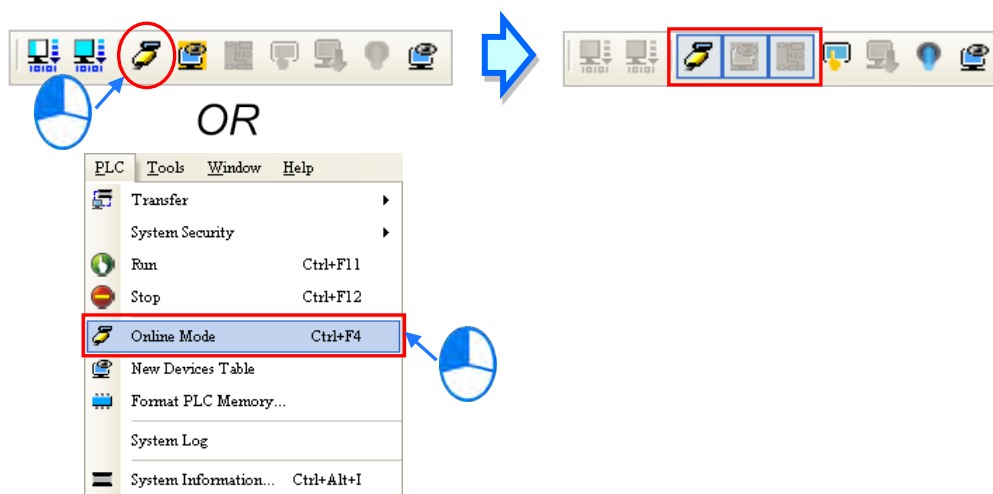 OR
PLC Tools Window Help
Transfer
System Security
Run Ctrl+F11
Stop Ctrl+F12
Online Mode Ctrl+F4
New Devices Table
Format PLC Memory...
System Log
System Information... Ctrl+Alt+I